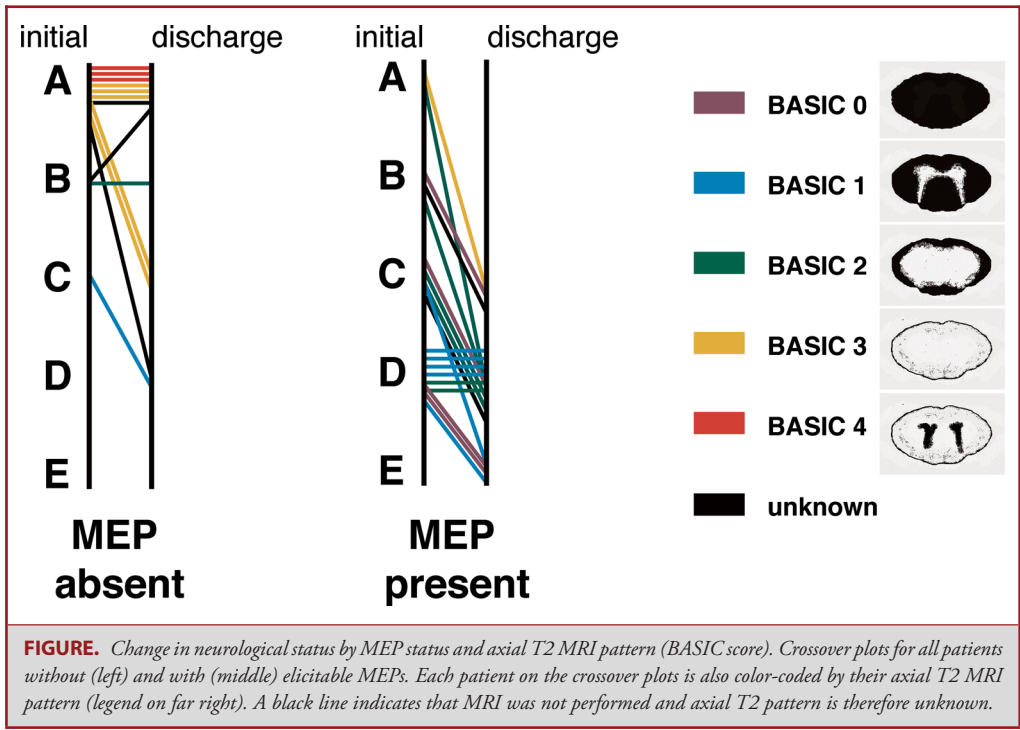 initial discharge
A
B
C
D
E
MEP
absent
initial discharge
A
B
C
D
E
MEP
present
BASIC 0
BASIC 1
BASIC 2
BASIC 3
BASIC 4
unknown
FIGURE. Change in neurological status by MEP status and axial T2 MRI pattern (BASIC score). Crossover plots for all patients
without (left) and with (middle) elicitable MEPs. Each patient on the crossover plots is also color-coded by their axial T2 MRI
pattern (legend on far right). A black line indicates that MRI was not performed and axial T2 pattern is therefore unknown.